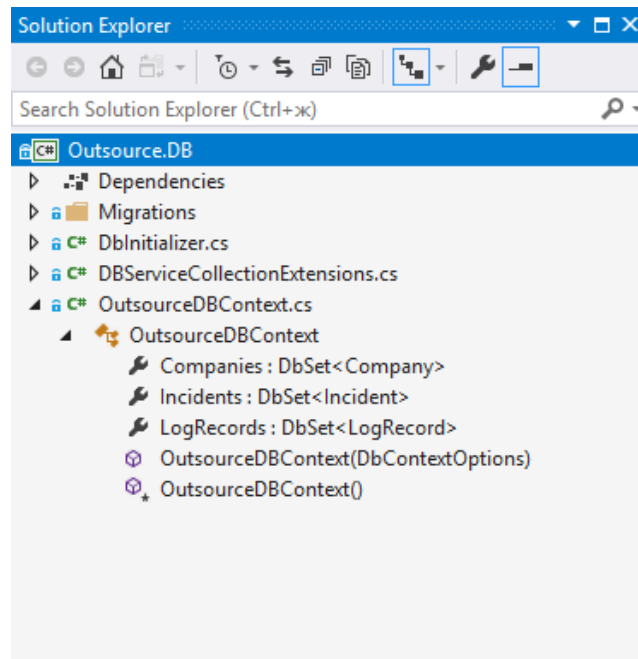 Solution Explorer
Search Solution Explorer (Ctrl+ж)
C# Outsource.DB
Dependencies
Migrations
C# DbInitializer.cs
C# DBServiceCollectionExtensions.cs
C# OutsourceDBContext.cs
OutsourceDBContext
Companies : DbSet<Company>
Incidents : DbSet<Incident>
LogRecords : DbSet<LogRecord>
OutsourceDBContext(DbContextOptions)
OutsourceDBContext()